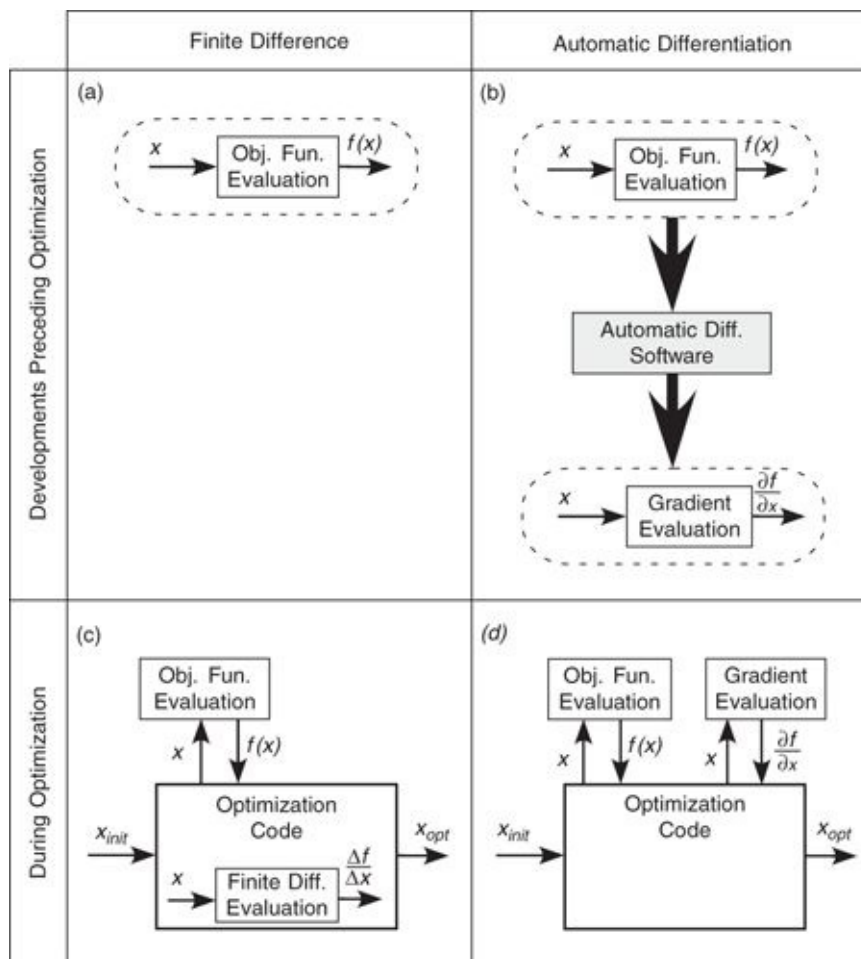 Finite Difference
Automatic Differentiation
Developments Preceding Optimization
(a)
x
Obj. Fun.
Evaluation
f(x)
(b)
x
Obj. Fun.
Evaluation
f(x)
Automatic Diff.
Software
x
Gradient
Evaluation
∂f
∂x
During Optimization
(c)
Obj. Fun.
Evaluation
x
f(x)
Optimization
Code
x_init
x_opt
x
Finite Diff.
Evaluation
Δf
Δx
(d)
Obj. Fun.
Evaluation
Gradient
Evaluation
x
f(x)
x
∂f
∂x
Optimization
Code
x_init
x_opt